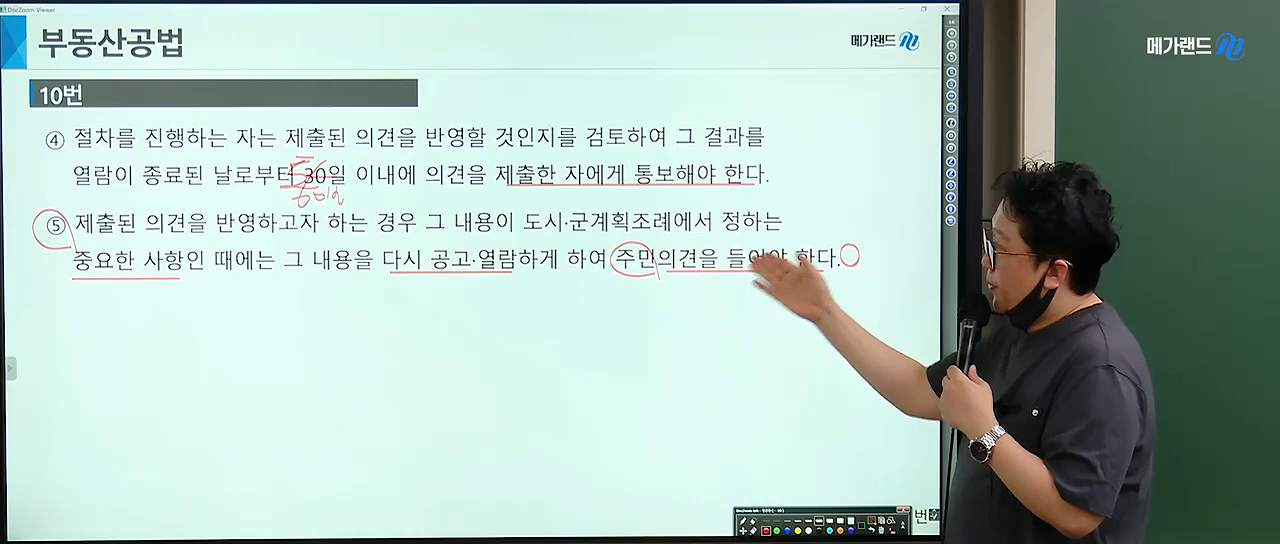 DocZoom Viewer
부동산공법
메가랜드
메가랜드
10번
④ 절차를 진행하는 자는 제출된 의견을 반영할 것인지를 검토하여 그 결과를
열람이 종료된 날로부터 30일 이내에 의견을 제출한 자에게 통보해야 한다.
60일
⑤ 제출된 의견을 반영하고자 하는 경우 그 내용이 도시·군계획조례에서 정하는
중요한 사항인 때에는 그 내용을 다시 공고·열람하게 하여 주민의견을 들어야 한다.
번